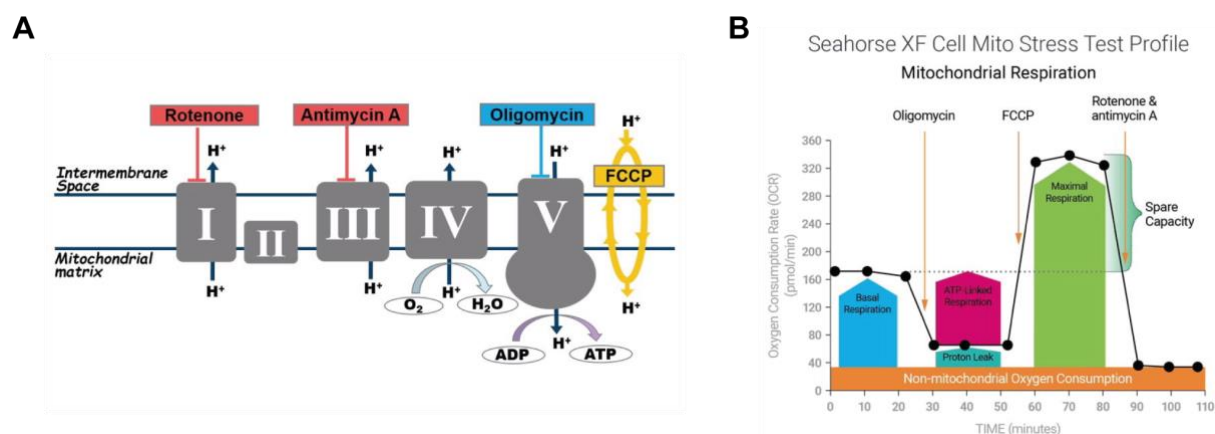 A
Rotenone
Antimycin A
Oligomycin
H⁺
H⁺
H⁺
H⁺
H⁺
Intermembrane
Space
FCCP
I
II
III
IV
V
Mitochondrial
matrix
H⁺
H⁺
H⁺
H⁺
O₂
H₂O
H⁺
ADP
ATP
B
Seahorse XF Cell Mito Stress Test Profile
Mitochondrial Respiration
Oligomycin
FCCP
Rotenone &
antimycin A
Oxygen Consumption Rate (OCR)
(pmol/min)
360
320
280
240
200
160
120
80
40
0
Basal
Respiration
ATP-Linked
Respiration
Proton Leak
Maximal
Respiration
Spare
Capacity
Non-mitochondrial Oxygen Consumption
0 10 20 30 40 50 60 70 80 90 100 110
TIME (minutes)